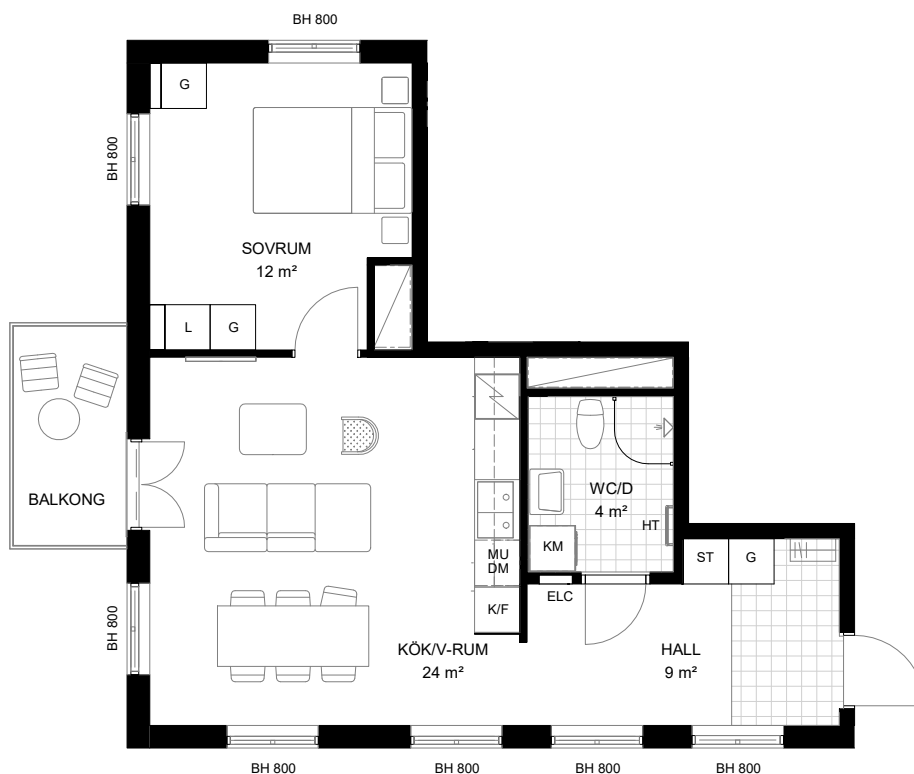 BH 800
G
BH 800
SOVRUM
12 m²
L
G
BALKONG
WC/D
4 m²
HT
KM
MU
DM
K/F
ELC
ST
G
BH 800
KÖK/V-RUM
24 m²
HALL
9 m²
BH 800
BH 800
BH 800
BH 800